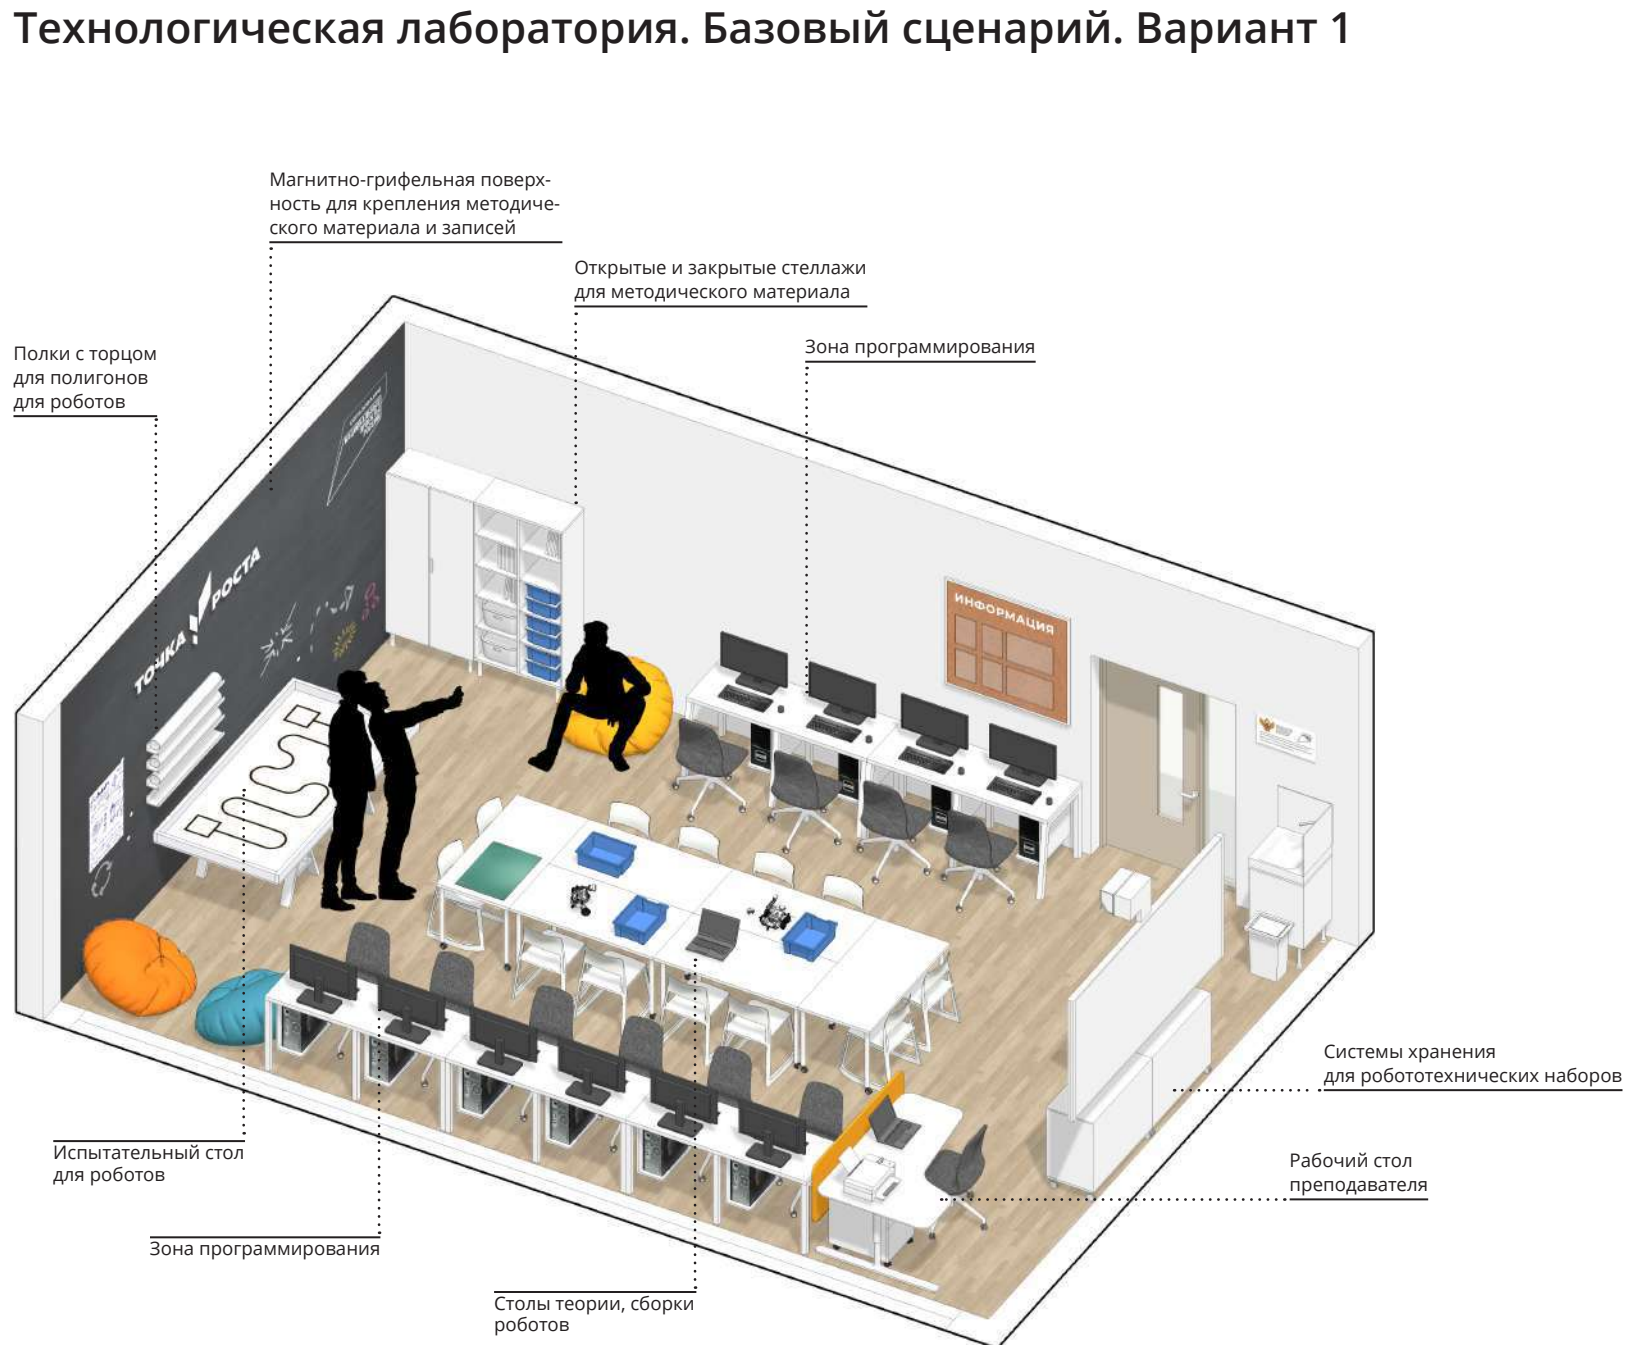 Технологическая лаборатория. Базовый сценарий. Вариант 1
Магнитно-грифельная поверх-
ность для крепления методиче-
ского материала и записей
Открытые и закрытые стеллажи
для методического материала
Зона программирования
Полки с торцом
для полигонов
для роботов
ТОЧКА РОСТА
ИНФОРМАЦИЯ
Системы хранения
для робототехнических наборов
Рабочий стол
преподавателя
Испытательный стол
для роботов
Зона программирования
Столы теории, сборки
роботов